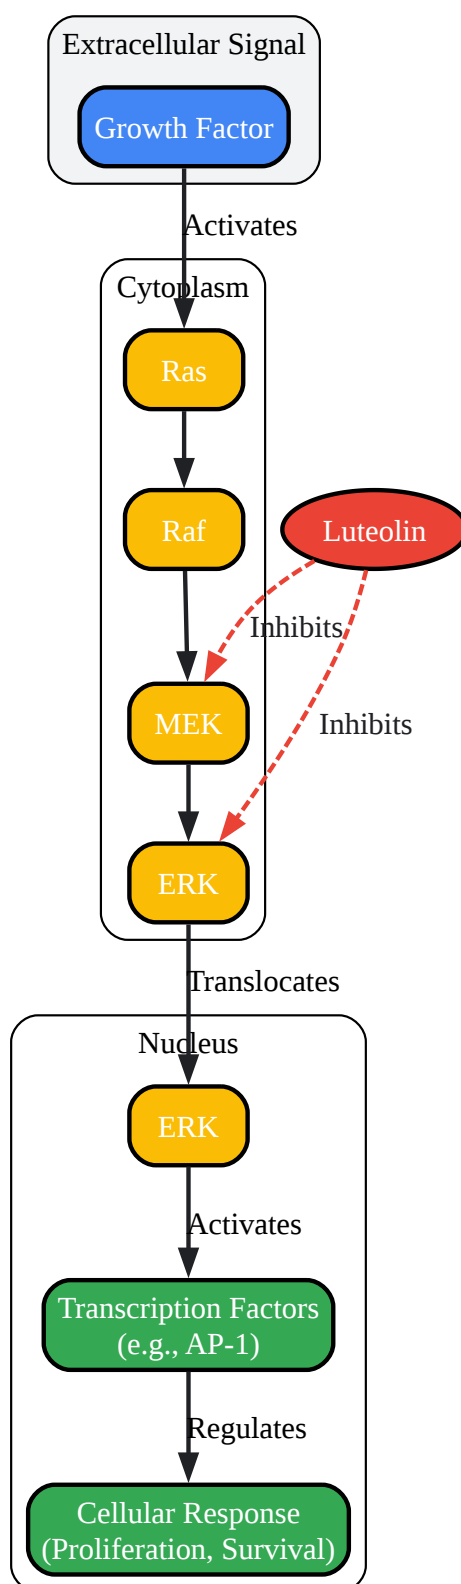 Extracellular Signal
Growth Factor
Activates
Cytoplasm
Ras
Raf
Luteolin
Inhibits
MEK
Inhibits
ERK
Translocates
Nucleus
ERK
Activates
Transcription Factors
(e.g., AP-1)
Regulates
Cellular Response
(Proliferation, Survival)